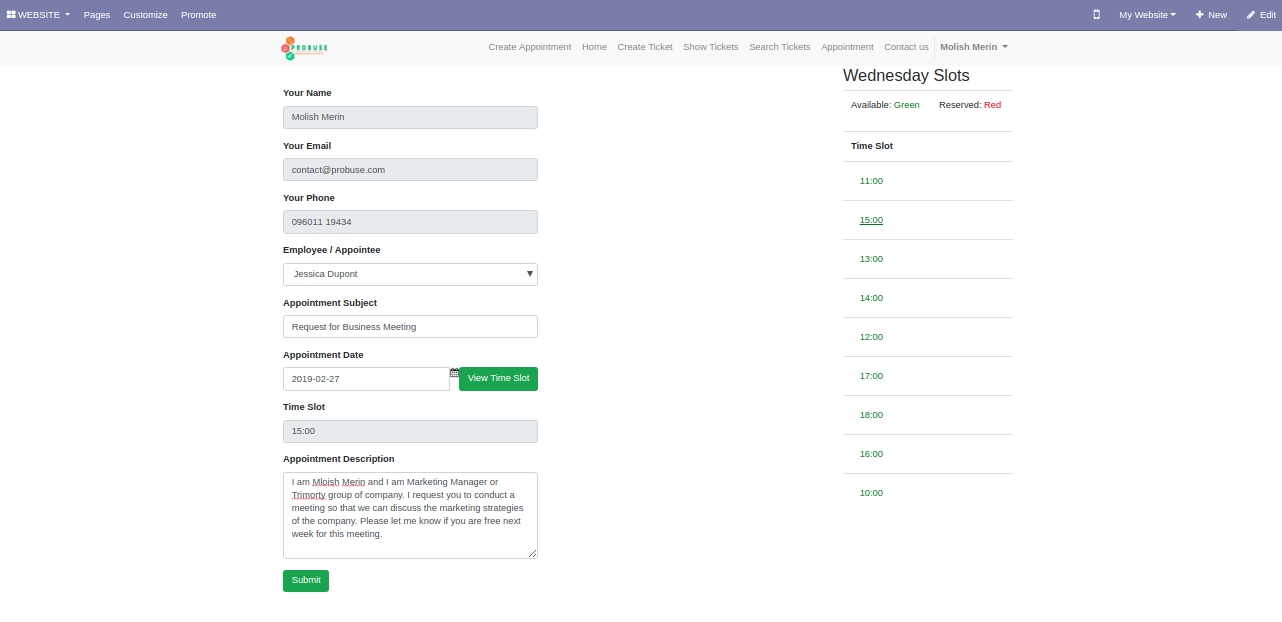 WEBSITE Pages Customize Promote My Website New Edit
PROBUSE Create Appointment Home Create Ticket Show Tickets Search Tickets Appointment Contact us Molish Merin
Your Name
Molish Merin
Your Email
contact@probuse.com
Your Phone
096011 19434
Employee / Appointee
Jessica Dupont
Appointment Subject
Request for Business Meeting
Appointment Date
2019-02-27 View Time Slot
Time Slot
15:00
Appointment Description
I am Mloish Merin and I am Marketing Manager or
Trimorty group of company. I request you to conduct a
meeting so that we can discuss the marketing strategies
of the company. Please let me know if you are free next
week for this meeting.
Submit
Wednesday Slots
Available: Green Reserved: Red
Time Slot
11:00
15:00
13:00
14:00
12:00
17:00
18:00
16:00
10:00